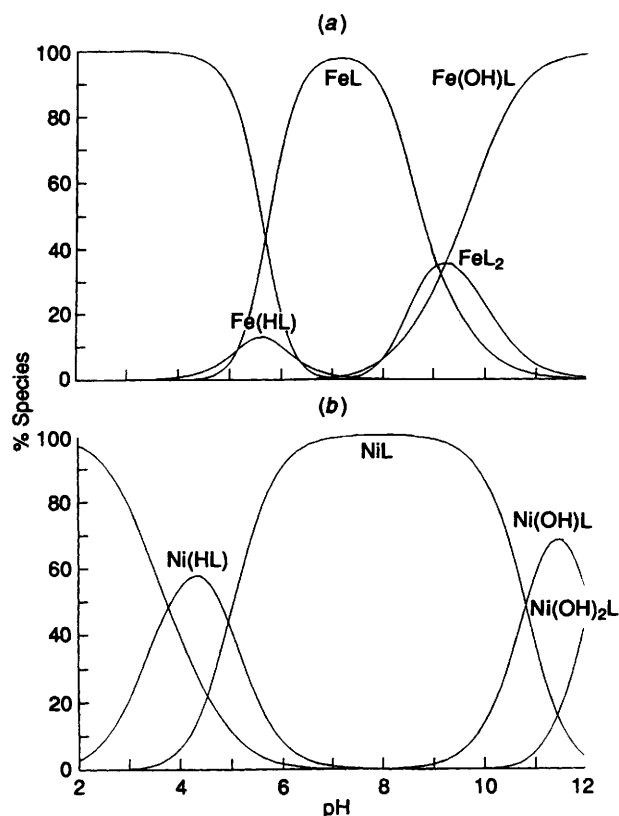 (a)
100
80
60
40
20
0
FeL
Fe(OH)L
FeL₂
Fe(HL)
% Species
(b)
100
80
60
40
20
0
NiL
Ni(HL)
Ni(OH)L
Ni(OH)₂L
2 4 6 8 10 12
pH